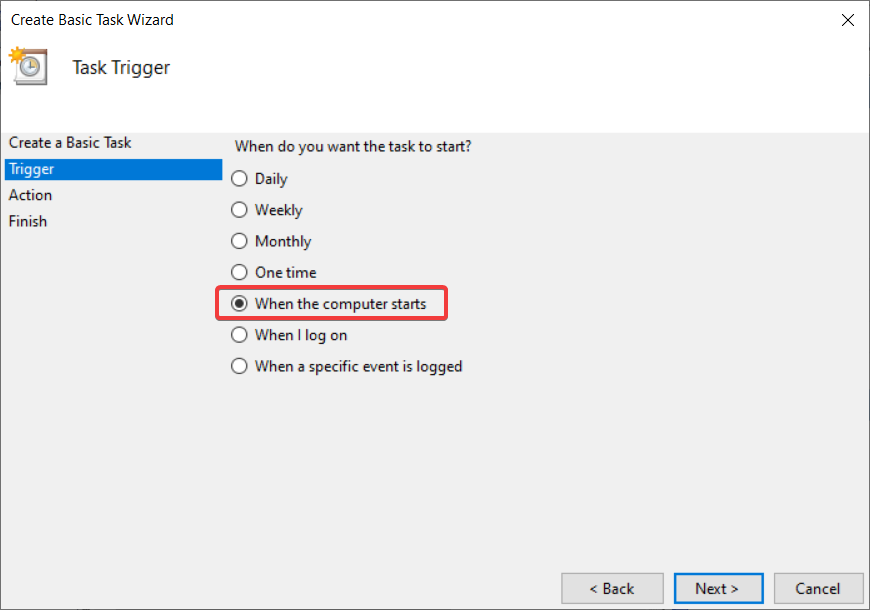 Create Basic Task Wizard
Task Trigger
Create a Basic Task
Trigger
Action
Finish
When do you want the task to start?
Daily
Weekly
Monthly
One time
When the computer starts
When I log on
When a specific event is logged
< Back
Next >
Cancel